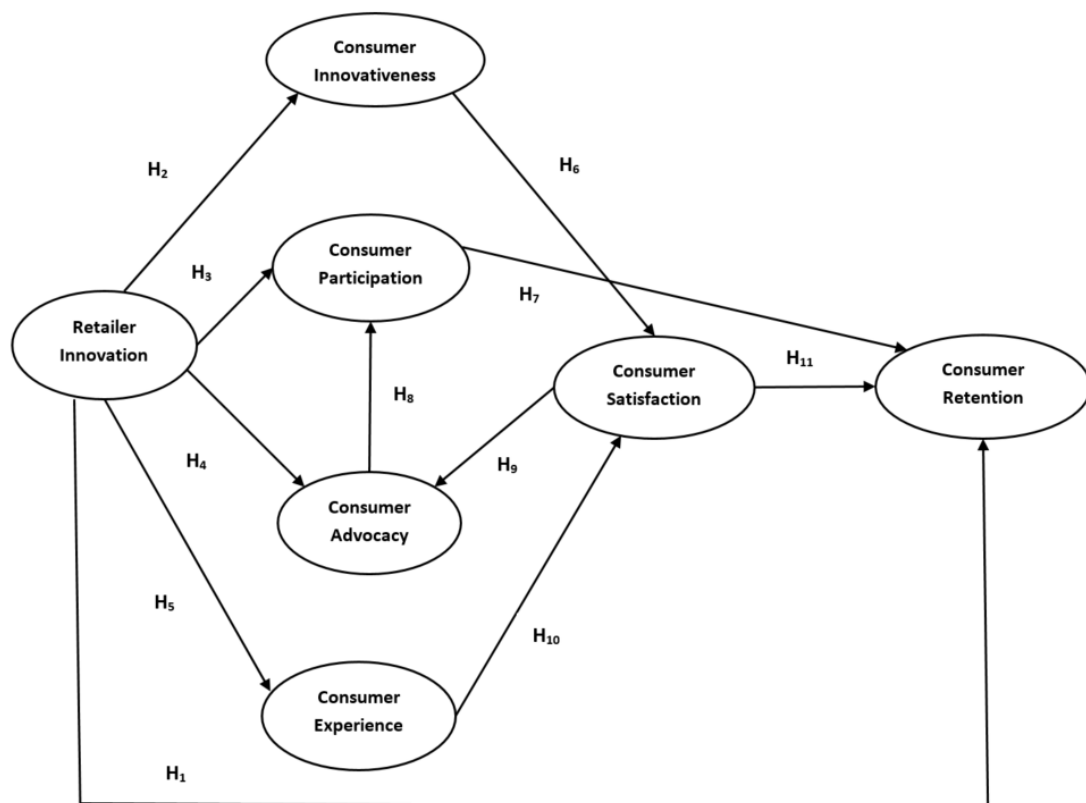 Consumer
Innovativeness
H₂
H₆
Consumer
Participation
H₃
H₇
Retailer
Innovation
Consumer
Satisfaction
H₁₁
Consumer
Retention
H₈
H₄
H₉
Consumer
Advocacy
H₅
H₁₀
Consumer
Experience
H₁